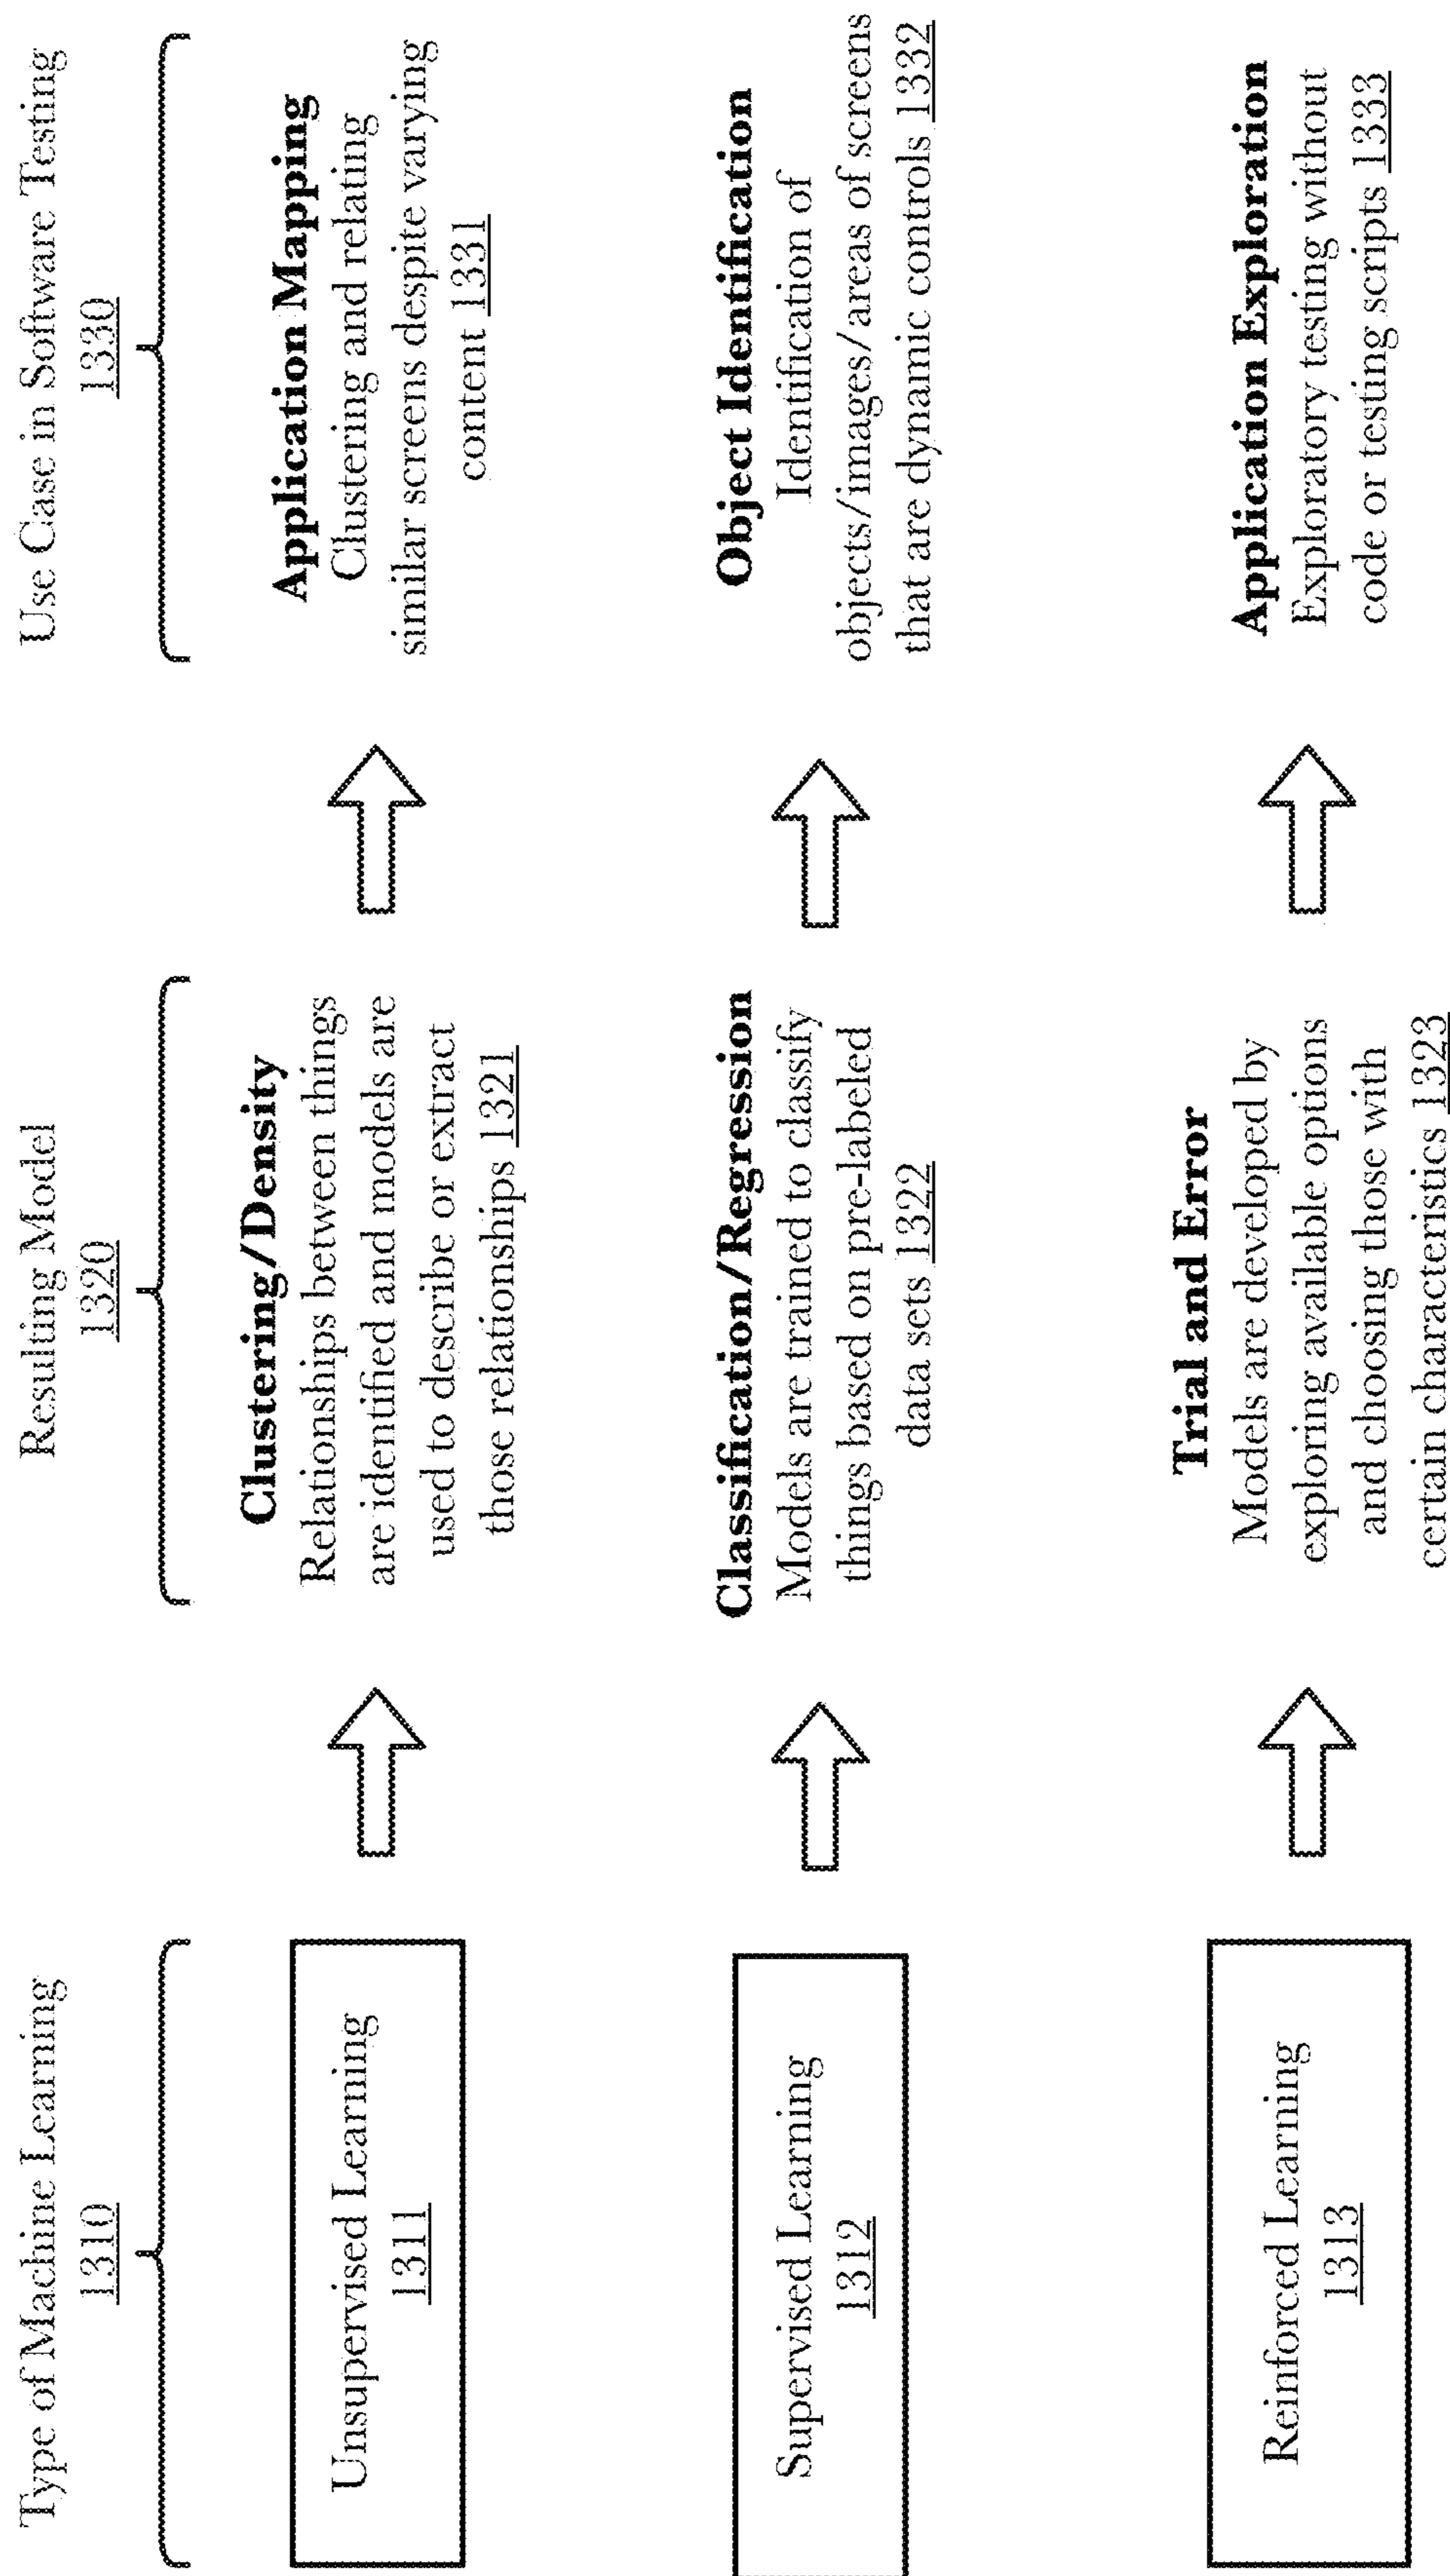 Type of Machine Learning
1310
Resulting Model
1320
Use Case in Software Testing
1330
Unsupervised Learning
1311
Clustering/Density
Relationships between things
are identified and models are
used to describe or extract
those relationships 1321
Application Mapping
Clustering and relating
similar screens despite varying
content 1331
Supervised Learning
1312
Classification/Regression
Models are trained to classify
things based on pre-labeled
data sets 1322
Object Identification
Identification of
objects/images/areas of screens
that are dynamic controls 1332
Reinforced Learning
1313
Trial and Error
Models are developed by
exploring available options
and choosing those with
certain characteristics 1323
Application Exploration
Exploratory testing without
code or testing scripts 1333